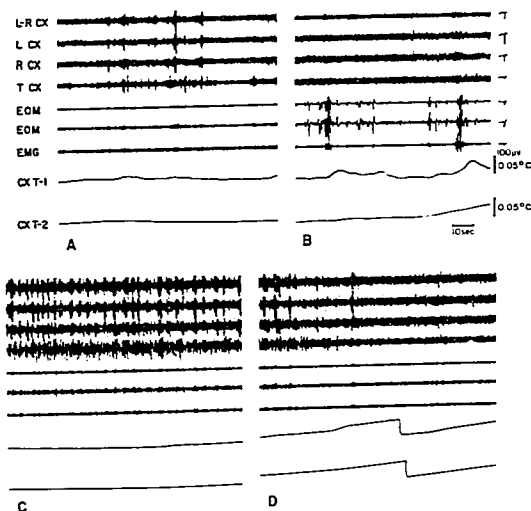 L-R CX
L CX
R CX
T CX
EOM
EOM
EMG
CX T-1
CX T-2
100µV
0.05°C
0.05°C
10sec
A
B
C
D